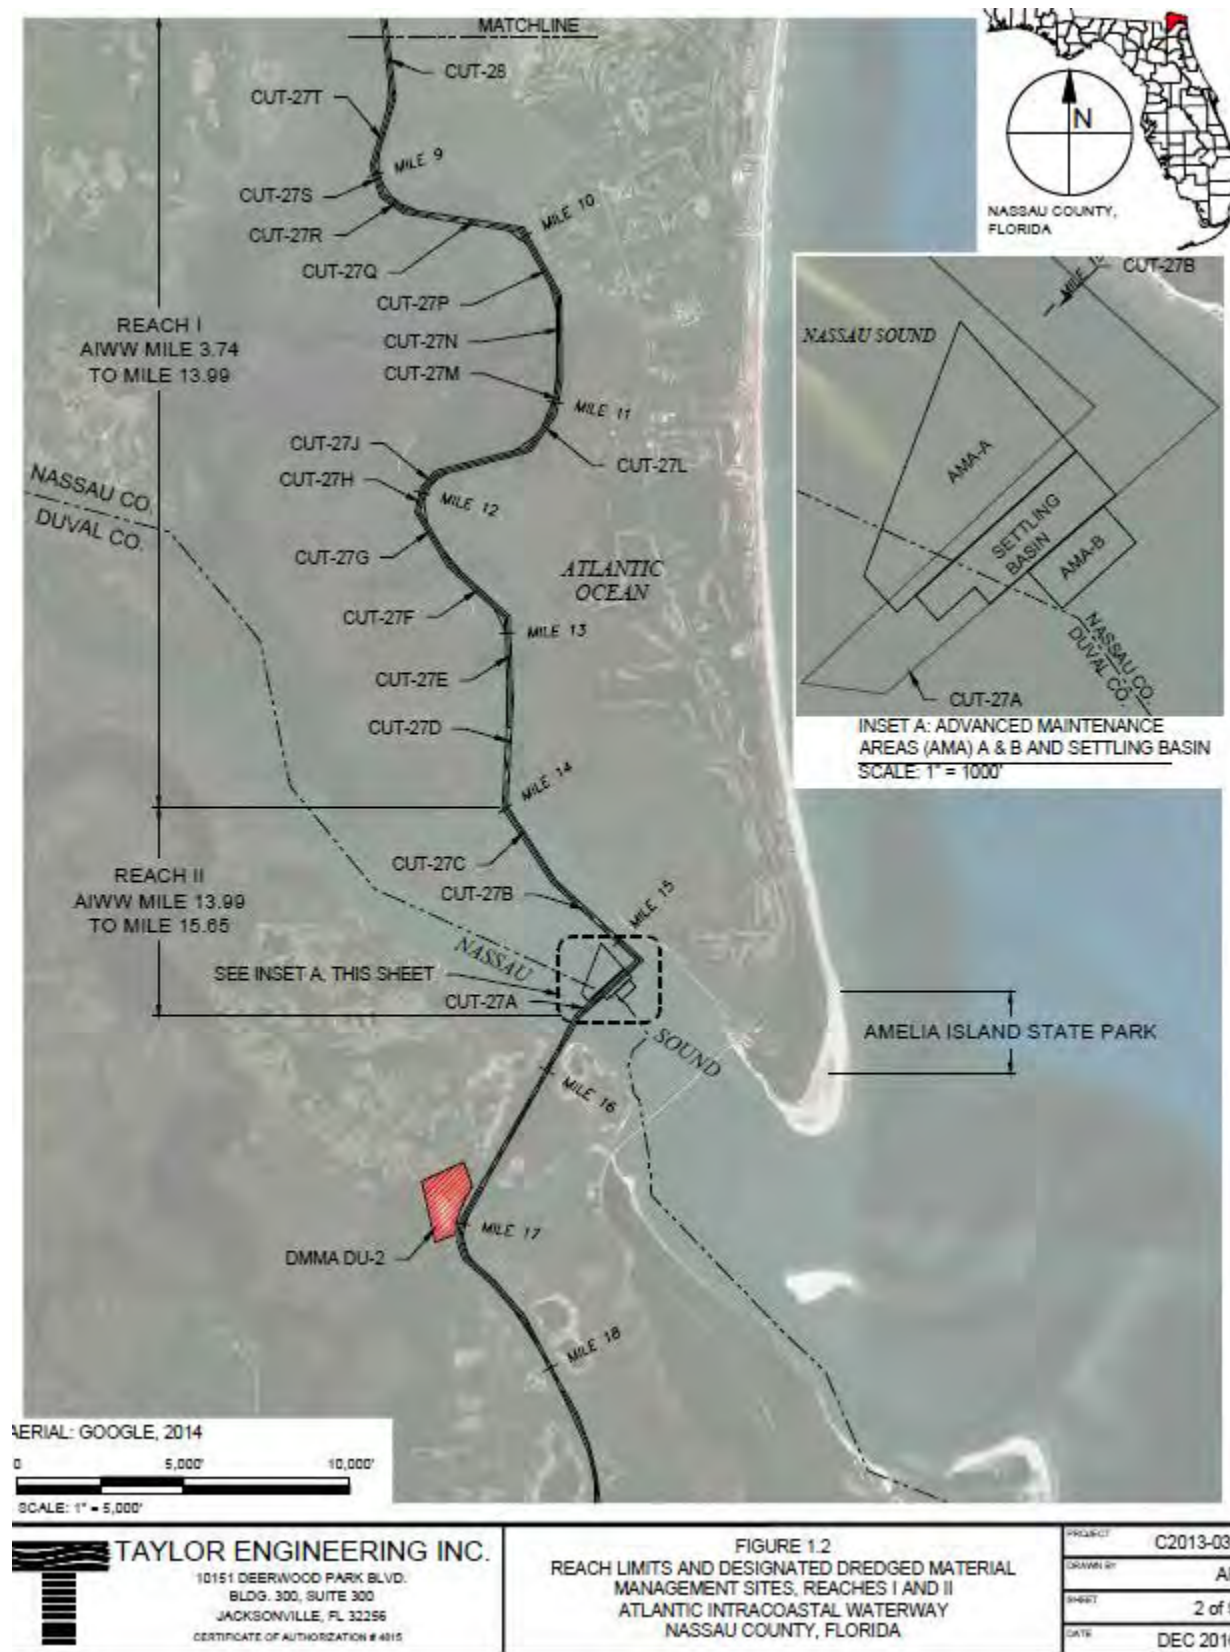 MATCHLINE
CUT-28
CUT-27T
MILE 9
CUT-27S
MILE 10
CUT-27R
CUT-27Q
CUT-27P
CUT-27N
CUT-27M
MILE 11
CUT-27L
CUT-27J
CUT-27H
MILE 12
CUT-27G
CUT-27F
MILE 13
CUT-27E
CUT-27D
MILE 14
CUT-27C
CUT-27B
MILE 15
REACH I
AIWW MILE 3.74
TO MILE 13.99
NASSAU CO.
DUVAL CO.
ATLANTIC
OCEAN
REACH II
AIWW MILE 13.99
TO MILE 15.65
NASSAU
SOUND
SEE INSET A, THIS SHEET
CUT-27A
AMELIA ISLAND STATE PARK
MILE 16
MILE 17
DMMA DU-2
MILE 18
N
NASSAU COUNTY,
FLORIDA
CUT-27B
NASSAU SOUND
AMA-A
SETTLING
BASIN
AMA-B
NASSAU CO.
DUVAL CO.
CUT-27A
INSET A: ADVANCED MAINTENANCE
AREAS (AMA) A & B AND SETTLING BASIN
SCALE: 1" = 1000'
AERIAL: GOOGLE, 2014
0 5,000' 10,000'
SCALE: 1" = 5,000'
TAYLOR ENGINEERING INC.
10151 DEERWOOD PARK BLVD.
BLDG. 300, SUITE 300
JACKSONVILLE, FL 32256
CERTIFICATE OF AUTHORIZATION # 4815
FIGURE 1.2
REACH LIMITS AND DESIGNATED DREDGED MATERIAL
MANAGEMENT SITES, REACHES I AND II
ATLANTIC INTRACOASTAL WATERWAY
NASSAU COUNTY, FLORIDA
PROJECT C2013-03
DRAWN BY
SHEET 2 of
DATE DEC 201